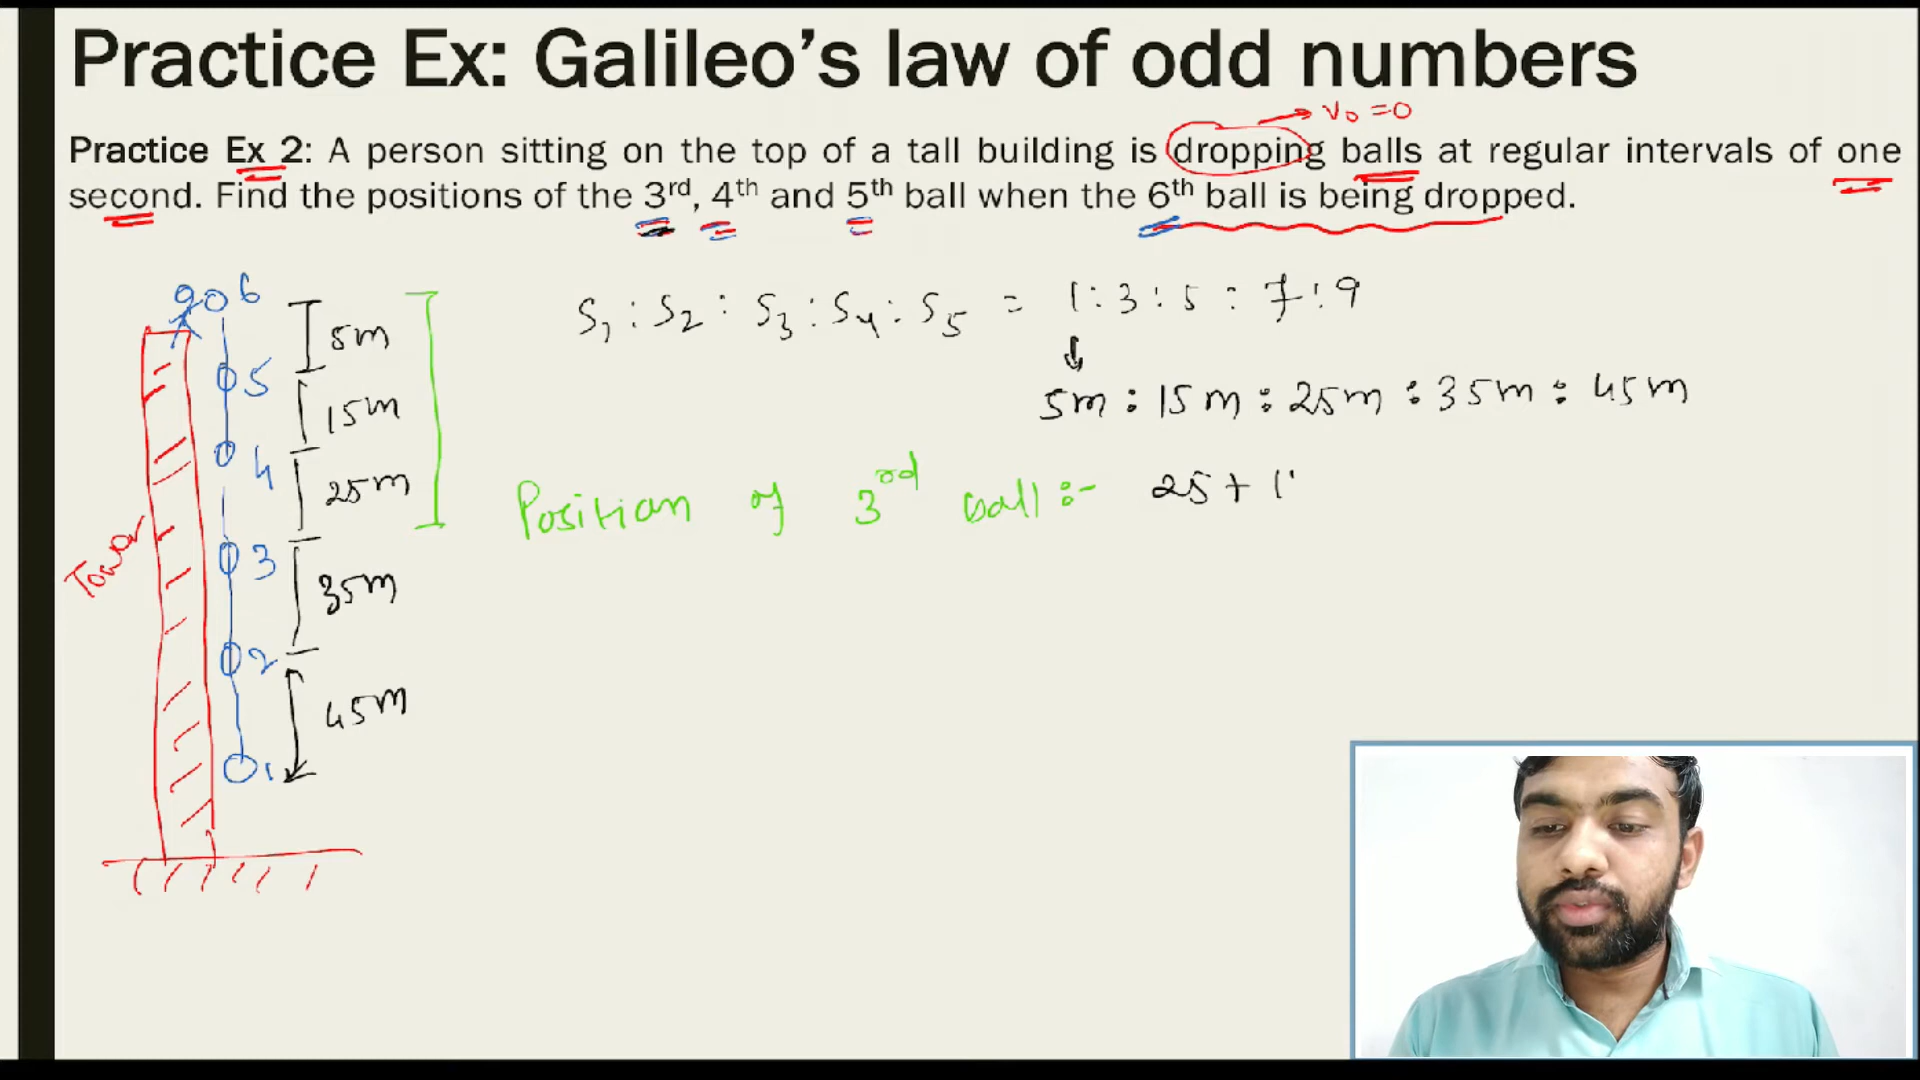 Practice Ex: Galileo’s law of odd numbers
v₀ = 0
Practice Ex 2: A person sitting on the top of a tall building is dropping balls at regular intervals of one
second. Find the positions of the 3rd, 4th and 5th ball when the 6th ball is being dropped.
6
5m
5
15m
4
25m
3
35m
2
45m
1
Tower
S₁ : S₂ : S₃ : S₄ : S₅ = 1 : 3 : 5 : 7 : 9
5m : 15m : 25m : 35m : 45m
Position of 3rd ball :- 25 +